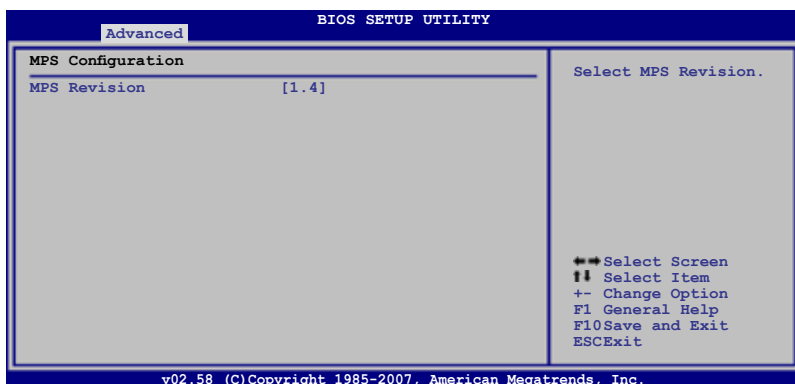 BIOS SETUP UTILITY
Advanced
MPS Configuration
MPS Revision [1.4]
Select MPS Revision.
Select Screen
Select Item
+- Change Option
F1 General Help
F10Save and Exit
ESCExit
v02.58 (C)Copyright 1985-2007, American Megatrends, Inc.